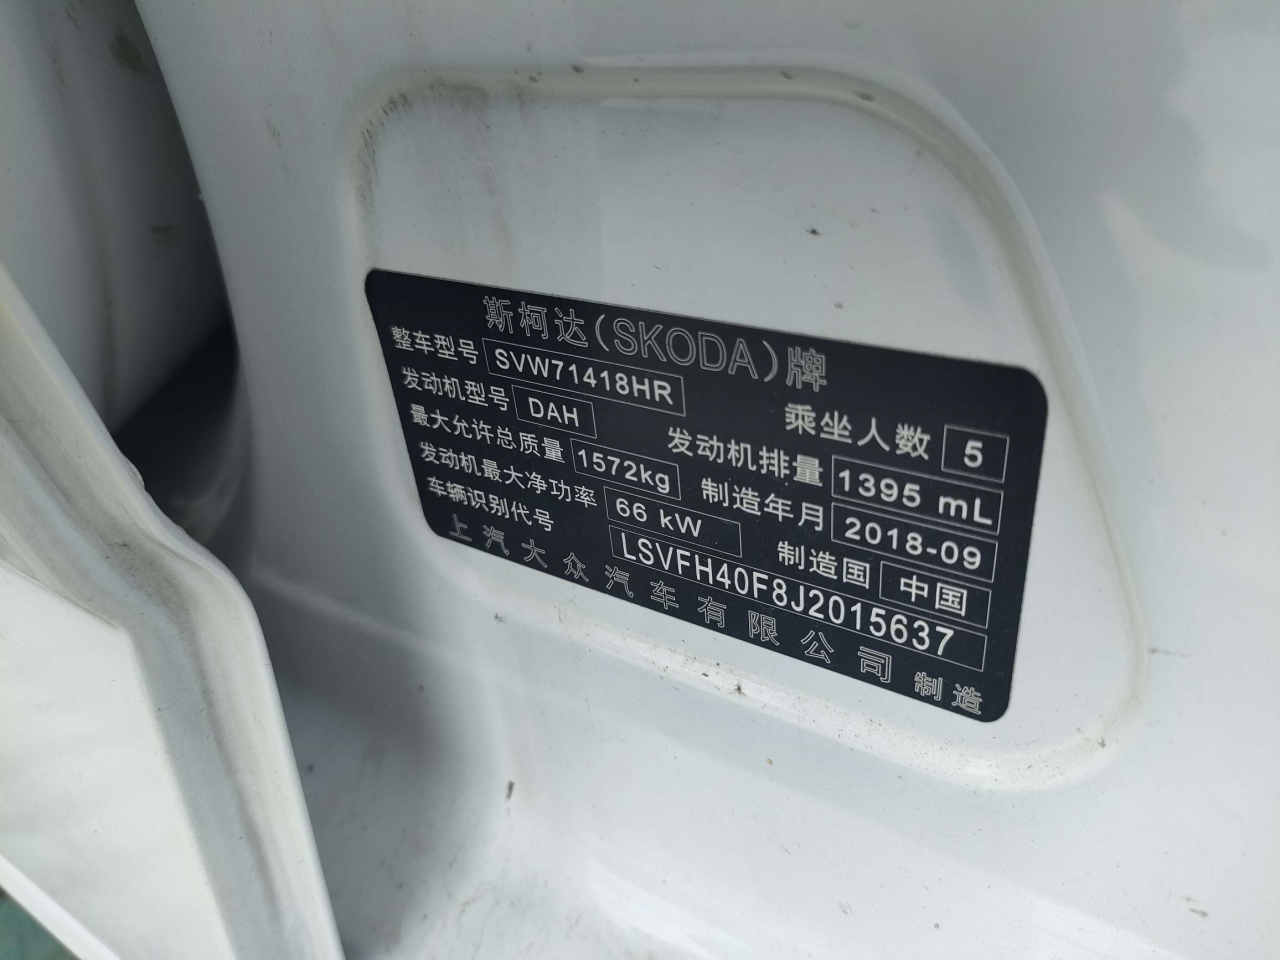 斯柯达(SKODA)牌
整车型号 SVW71418HR 乘坐人数 5
发动机型号 DAH 发动机排量 1395 mL
最大允许总质量 1572kg 制造年月 2018-09
发动机最大净功率 66 kW 制造国 中国
车辆识别代号 LSVFH40F8J2015637
上汽大众汽车有限公司制造